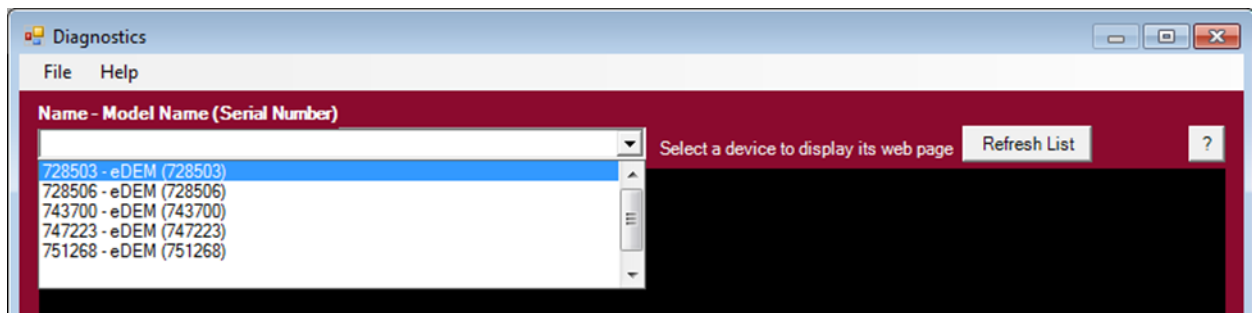 Diagnostics
File Help
Name - Model Name (Serial Number)
Select a device to display its web page Refresh List ?
728503 - eDEM (728503)
728506 - eDEM (728506)
743700 - eDEM (743700)
747223 - eDEM (747223)
751268 - eDEM (751268)